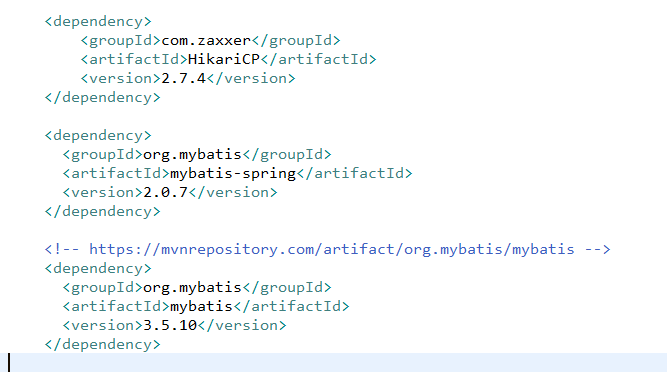 <dependency>
<groupId>com.zaxxer</groupId>
<artifactId>HikariCP</artifactId>
<version>2.7.4</version>
</dependency>
<dependency>
<groupId>org.mybatis</groupId>
<artifactId>mybatis-spring</artifactId>
<version>2.0.7</version>
</dependency>
<!-- https://mvnrepository.com/artifact/org.mybatis/mybatis -->
<dependency>
<groupId>org.mybatis</groupId>
<artifactId>mybatis</artifactId>
<version>3.5.10</version>
</dependency>